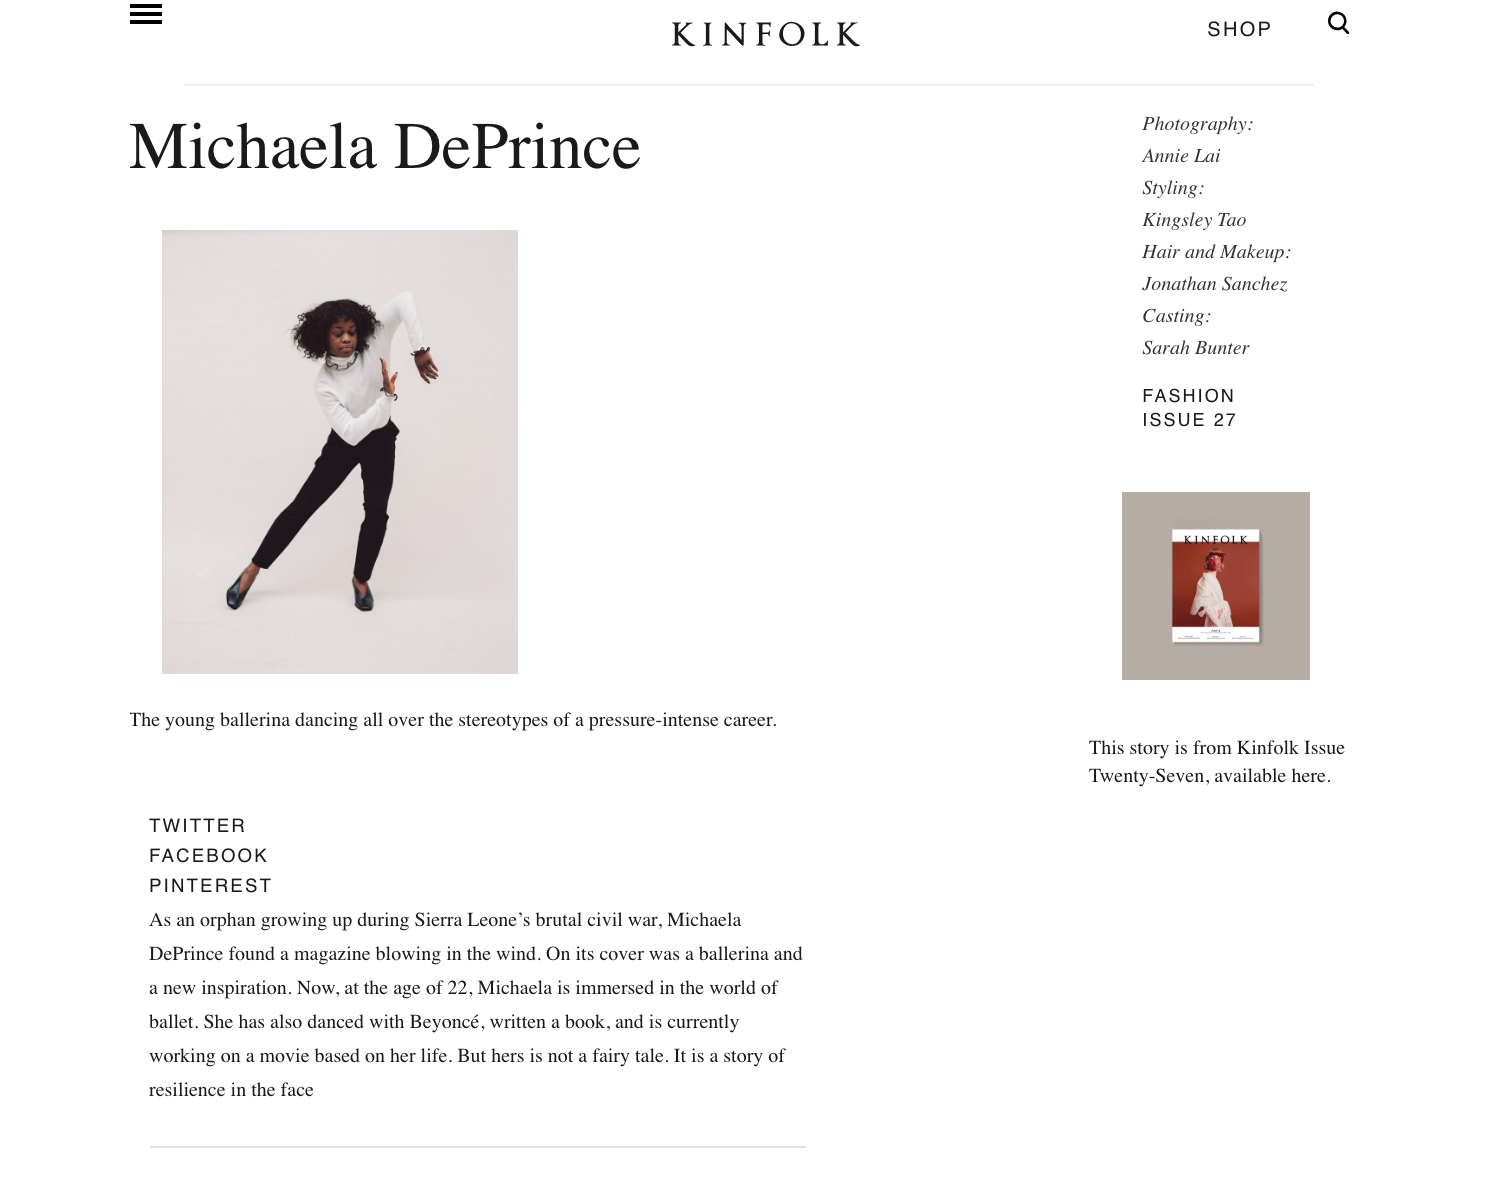 KINFOLK
SHOP
Michaela DePrince
The young ballerina dancing all over the stereotypes of a pressure-intense career.
TWITTER
FACEBOOK
PINTEREST
As an orphan growing up during Sierra Leone’s brutal civil war, Michaela
DePrince found a magazine blowing in the wind. On its cover was a ballerina and
a new inspiration. Now, at the age of 22, Michaela is immersed in the world of
ballet. She has also danced with Beyoncé, written a book, and is currently
working on a movie based on her life. But hers is not a fairy tale. It is a story of
resilience in the face
Photography:
Annie Lai
Styling:
Kingsley Tao
Hair and Makeup:
Jonathan Sanchez
Casting:
Sarah Bunter
FASHION
ISSUE 27
KINFOLK
This story is from Kinfolk Issue
Twenty-Seven, available here.